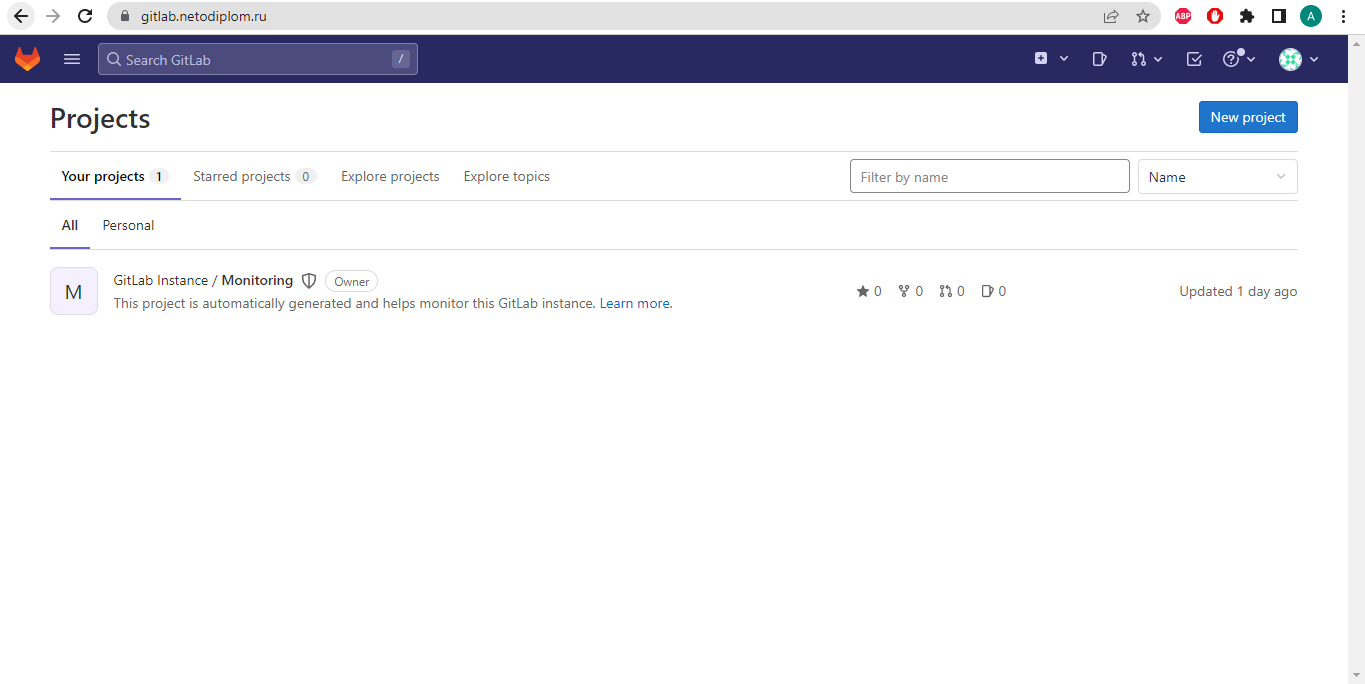 gitlab.netodiplom.ru
ABP
A
Search GitLab /
Projects
New project
Your projects 1 Starred projects 0 Explore projects Explore topics
Filter by name
Name
All Personal
M
GitLab Instance / Monitoring Owner
This project is automatically generated and helps monitor this GitLab instance. Learn more.
0 0 0 0
Updated 1 day ago